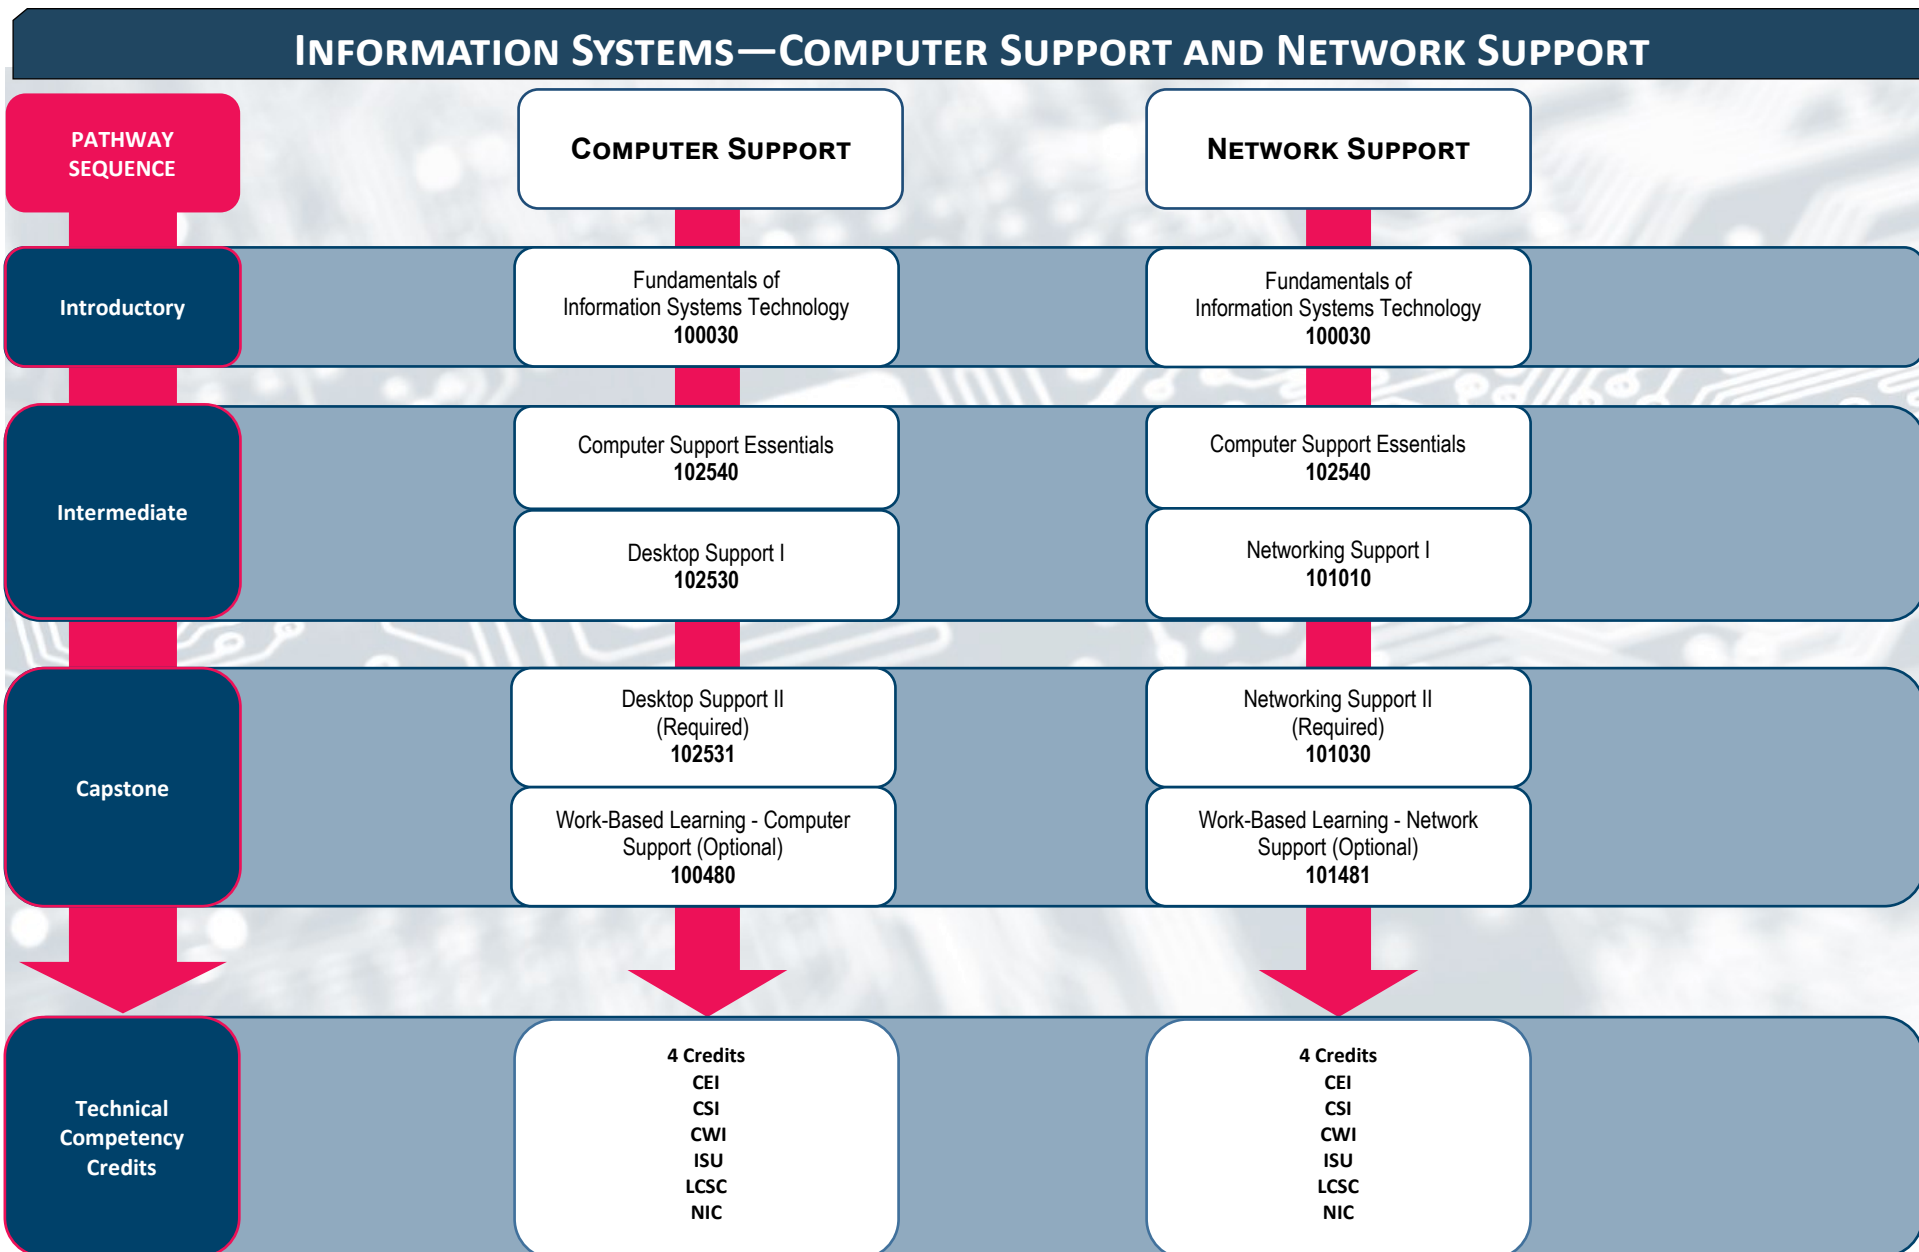 INFORMATION SYSTEMS—COMPUTER SUPPORT AND NETWORK SUPPORT
PATHWAY
SEQUENCE
COMPUTER SUPPORT
NETWORK SUPPORT
Introductory
Fundamentals of
Information Systems Technology
100030
Fundamentals of
Information Systems Technology
100030
Intermediate
Computer Support Essentials
102540
Desktop Support I
102530
Computer Support Essentials
102540
Networking Support I
101010
Capstone
Desktop Support II
(Required)
102531
Work-Based Learning - Computer
Support (Optional)
100480
Networking Support II
(Required)
101030
Work-Based Learning - Network
Support (Optional)
101481
Technical
Competency
Credits
4 Credits
CEI
CSI
CWI
ISU
LCSC
NIC
4 Credits
CEI
CSI
CWI
ISU
LCSC
NIC